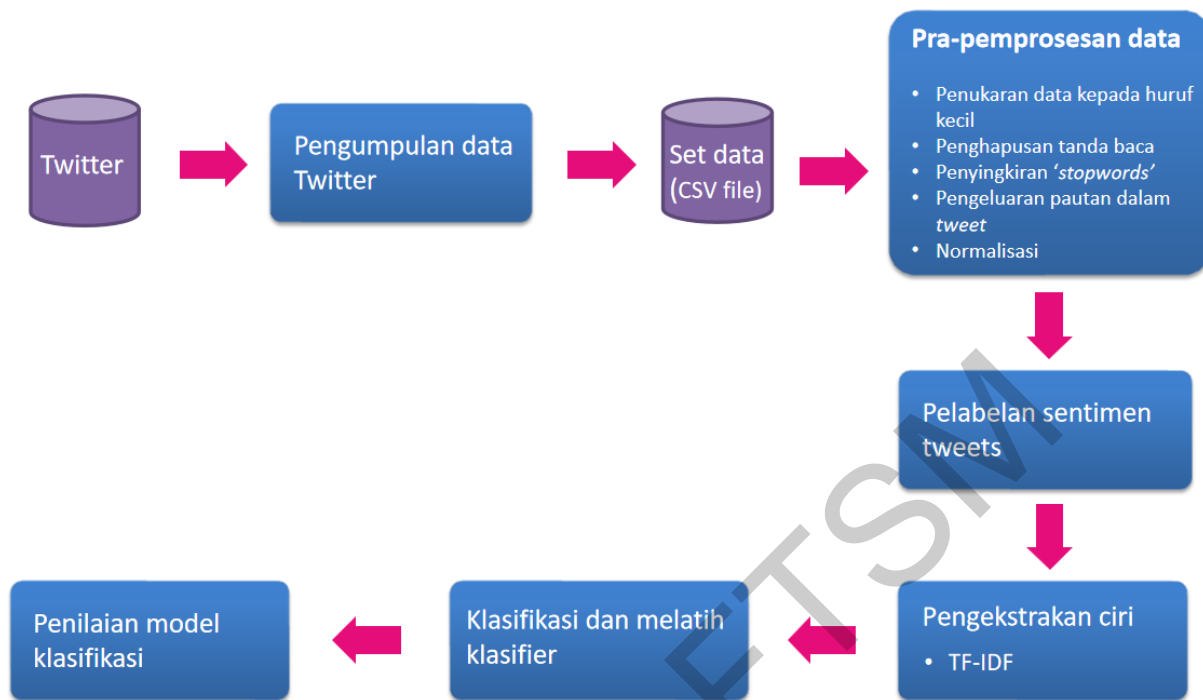 Twitter
Pengumpulan data
Twitter
Set data
(CSV file)
Pra-pemprosesan data
• Penukaran data kepada huruf
kecil
• Penghapusan tanda baca
• Penyingkiran ‘stopwords’
• Pengeluaran pautan dalam
tweet
• Normalisasi
Pelabelan sentimen
tweets
Pengekstrakan ciri
• TF-IDF
Klasifikasi dan melatih
klasifier
Penilaian model
klasifikasi
FTSM